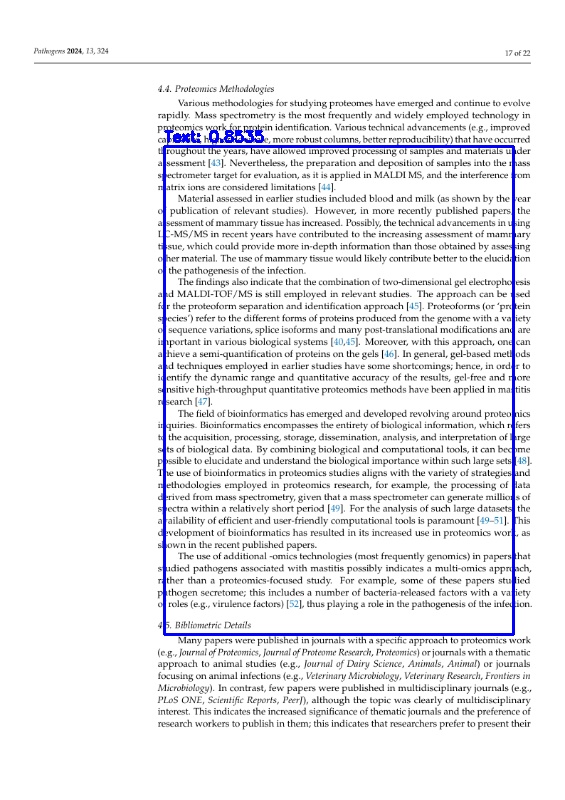 Pathogens 2024, 13, 324
17 of 22
4.4. Proteomics Methodologies
Various methodologies for studying proteomes have emerged and continue to evolve
rapidly. Mass spectrometry is the most frequently and widely employed technology in
proteomics work for protein identification. Various technical advancements (e.g., improved
Text: 0.8535
more robust columns, better reproducibility) that have occurred
throughout the years, have allowed improved processing of samples and materials under
assessment [43]. Nevertheless, the preparation and deposition of samples into the mass
spectrometer target for evaluation, as it is applied in MALDI MS, and the interference from
matrix ions are considered limitations [44].
Material assessed in earlier studies included blood and milk (as shown by the year
of publication of relevant studies). However, in more recently published papers, the
assessment of mammary tissue has increased. Possibly, the technical advancements in using
LC-MS/MS in recent years have contributed to the increasing assessment of mammary
tissue, which could provide more in-depth information than those obtained by assessing
other material. The use of mammary tissue would likely contribute better to the elucidation
of the pathogenesis of the infection.
The findings also indicate that the combination of two-dimensional gel electrophoresis
and MALDI-TOF/MS is still employed in relevant studies. The approach can be used
for the proteoform separation and identification approach [45]. Proteoforms (or ‘protein
species’) refer to the different forms of proteins produced from the genome with a variety
of sequence variations, splice isoforms and many post-translational modifications and are
important in various biological systems [40,45]. Moreover, with this approach, one can
achieve a semi-quantification of proteins on the gels [46]. In general, gel-based methods
and techniques employed in earlier studies have some shortcomings; hence, in order to
identify the dynamic range and quantitative accuracy of the results, gel-free and more
sensitive high-throughput quantitative proteomics methods have been applied in mastitis
research [47].
The field of bioinformatics has emerged and developed revolving around proteomics
inquiries. Bioinformatics encompasses the entirety of biological information, which refers
to the acquisition, processing, storage, dissemination, analysis, and interpretation of large
sets of biological data. By combining biological and computational tools, it can become
possible to elucidate and understand the biological importance within such large sets [48].
The use of bioinformatics in proteomics studies aligns with the variety of strategies and
methodologies employed in proteomics research, for example, the processing of data
derived from mass spectrometry, given that a mass spectrometer can generate millions of
spectra within a relatively short period [49]. For the analysis of such large datasets, the
availability of efficient and user-friendly computational tools is paramount [49–51]. This
development of bioinformatics has resulted in its increased use in proteomics work, as
shown in the recent published papers.
The use of additional -omics technologies (most frequently genomics) in papers that
studied pathogens associated with mastitis possibly indicates a multi-omics approach,
rather than a proteomics-focused study. For example, some of these papers studied
pathogen secretome; this includes a number of bacteria-released factors with a variety
of roles (e.g., virulence factors) [52], thus playing a role in the pathogenesis of the infection.
4.5. Bibliometric Details
Many papers were published in journals with a specific approach to proteomics work
(e.g., Journal of Proteomics, Journal of Proteome Research, Proteomics) or journals with a thematic
approach to animal studies (e.g., Journal of Dairy Science, Animals, Animal) or journals
focusing on animal infections (e.g., Veterinary Microbiology, Veterinary Research, Frontiers in
Microbiology). In contrast, few papers were published in multidisciplinary journals (e.g.,
PLoS ONE, Scientific Reports, PeerJ), although the topic was clearly of multidisciplinary
interest. This indicates the increased significance of thematic journals and the preference of
research workers to publish in them; this indicates that researchers prefer to present their